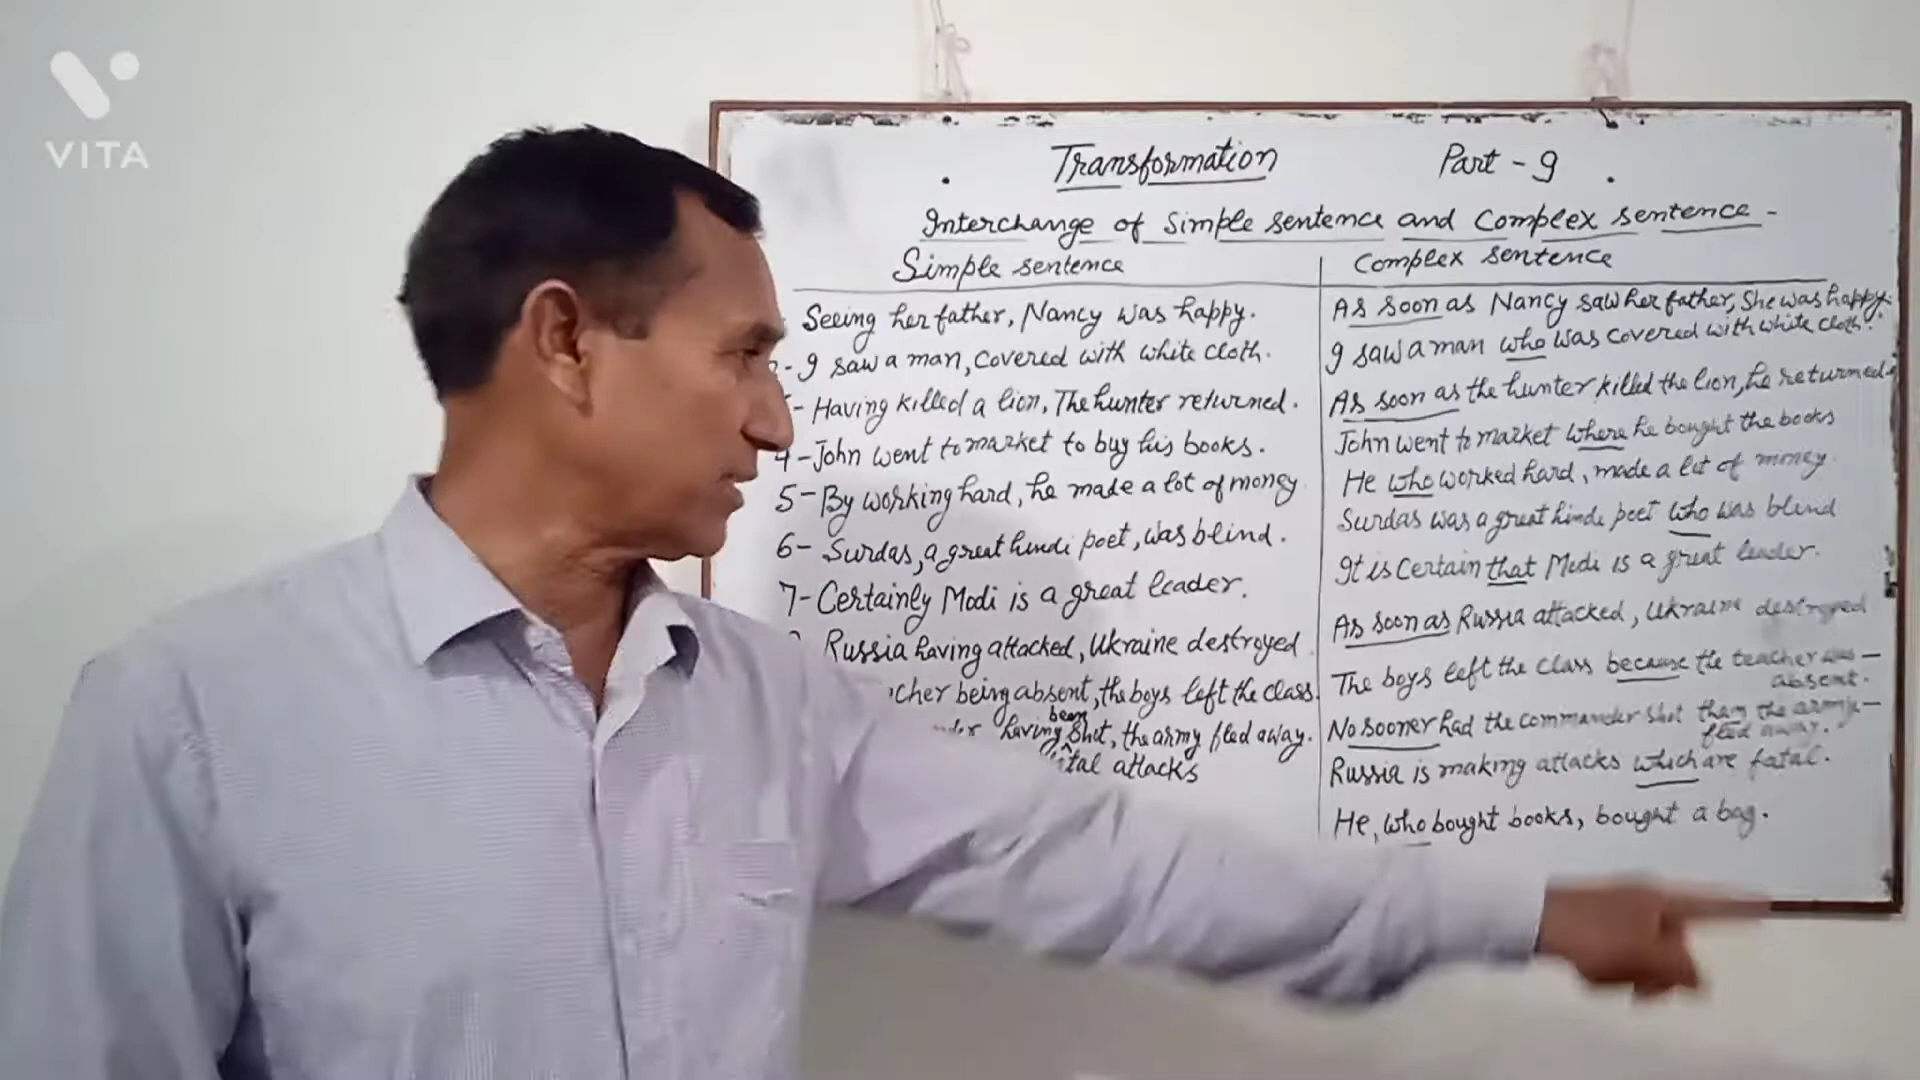 VITA
Transformation Part - 9
Interchange of Simple sentence and Complex sentence -
Simple sentence Complex sentence
Seeing her father, Nancy was happy. As soon as Nancy saw her father, She was happy.
- I saw a man, covered with white cloth. I saw a man who was covered with white cloth.
- Having killed a lion, The hunter returned. As soon as the hunter killed the lion, he returned.
4 - John went to market to buy his books. John went to market where he bought the books
5 - By working hard, he made a lot of money He who worked hard, made a lot of money.
6 - Surdas, a great hindi poet, was blind. Surdas was a great hindi poet who was blind
7 - Certainly Modi is a great leader. It is Certain that Modi is a great leader.
Russia having attacked, Ukraine destroyed As soon as Russia attacked, Ukraine destroyed
being absent, the boys left the class. The boys left the class because the teacher was - absent.
having been shot, the army fled away. No sooner had the commander shot than the army - fled away.
attacks Russia is making attacks which are fatal.
He, who bought books, bought a bag.